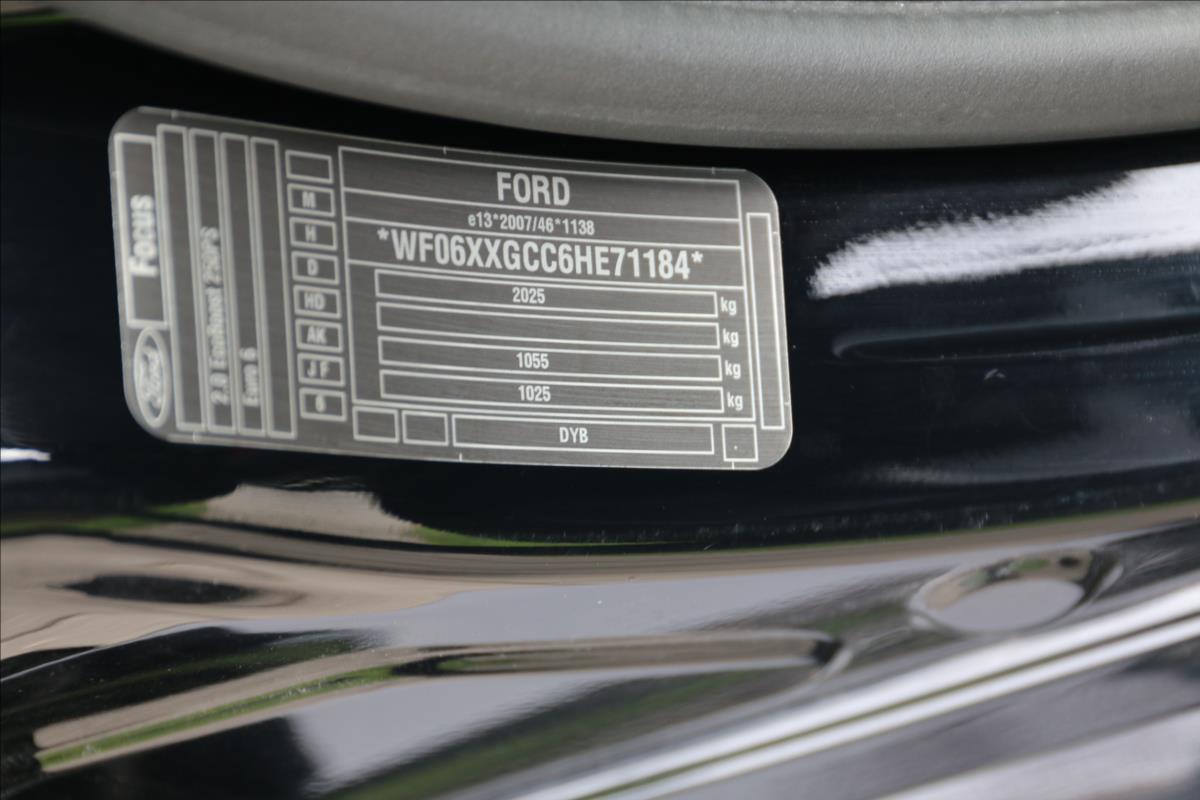 FORD
e13*2007/46*1138
*WF06XXGCC6HE71184*
2025 kg
kg
1055 kg
1025 kg
DYB
M
H
D
HD
AK
J F
6
Focus
Ford
2.0 EcoBoost 250PS
Euro 6